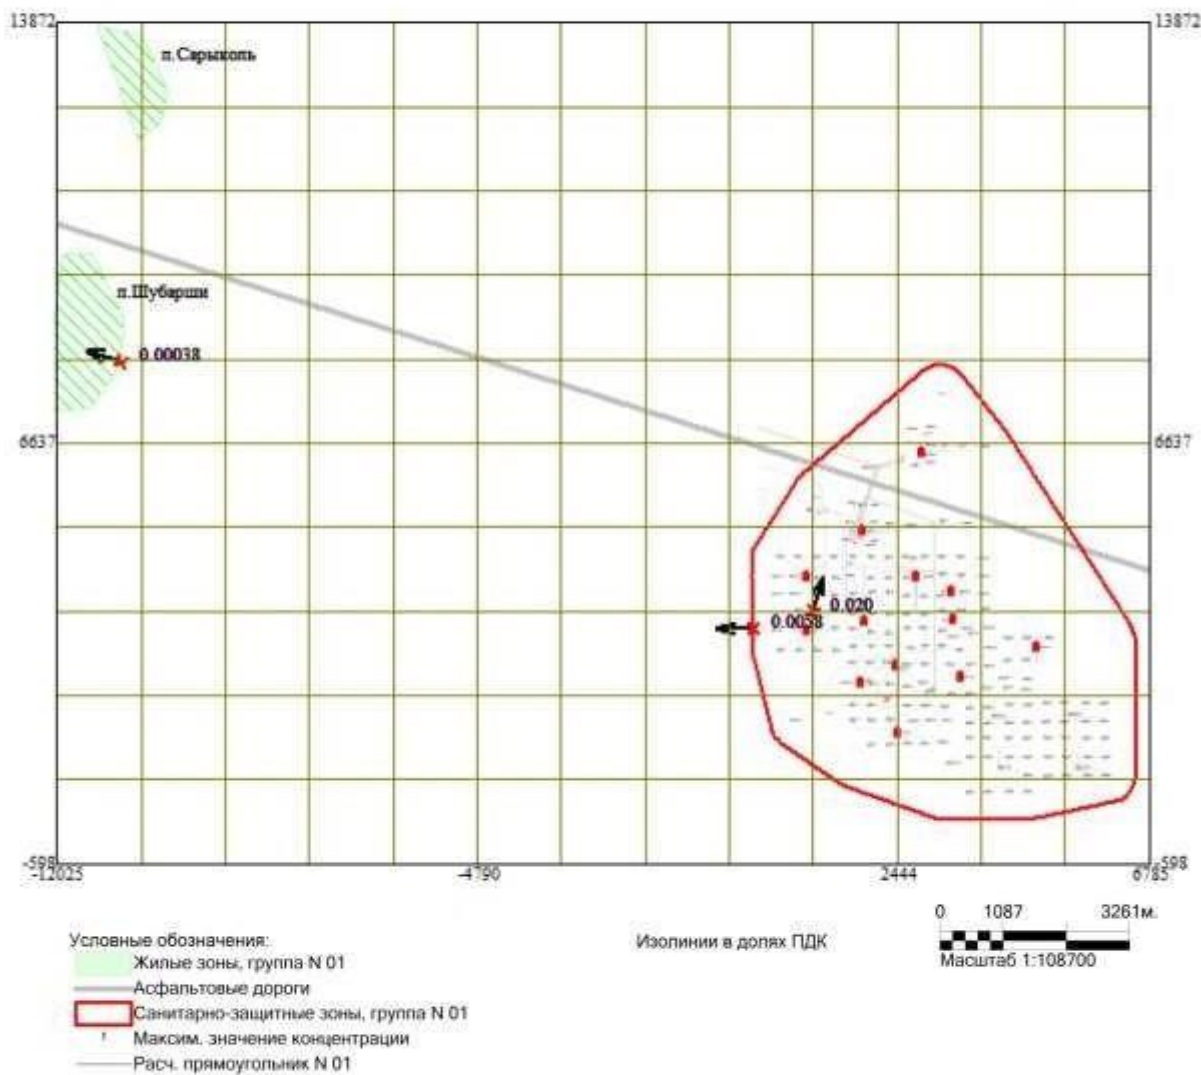 13872 13872
п.Сарыколь
п.Шубарши
0.00038
6637 6637
0.020
0.0058
-598 -598
-12025 -4790 2444 6785
0 1087 3261м.
Условные обозначения:
Изолинии в долях ПДК
Масштаб 1:108700
Жилые зоны, группа N 01
Асфальтовые дороги
Санитарно-защитные зоны, группа N 01
Максим. значение концентрации
Расч. прямоугольник N 01